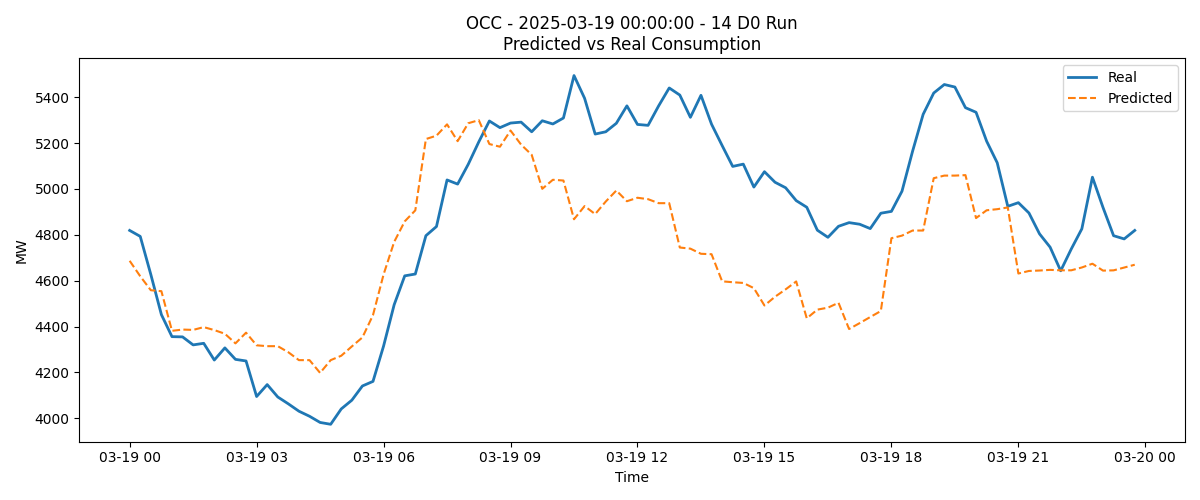 OCC - 2025-03-19 00:00:00 - 14 D0 Run
Predicted vs Real Consumption
Real
Predicted
MW
5400
5200
5000
4800
4600
4400
4200
4000
03-19 00
03-19 03
03-19 06
03-19 09
03-19 12
03-19 15
03-19 18
03-19 21
03-20 00
Time